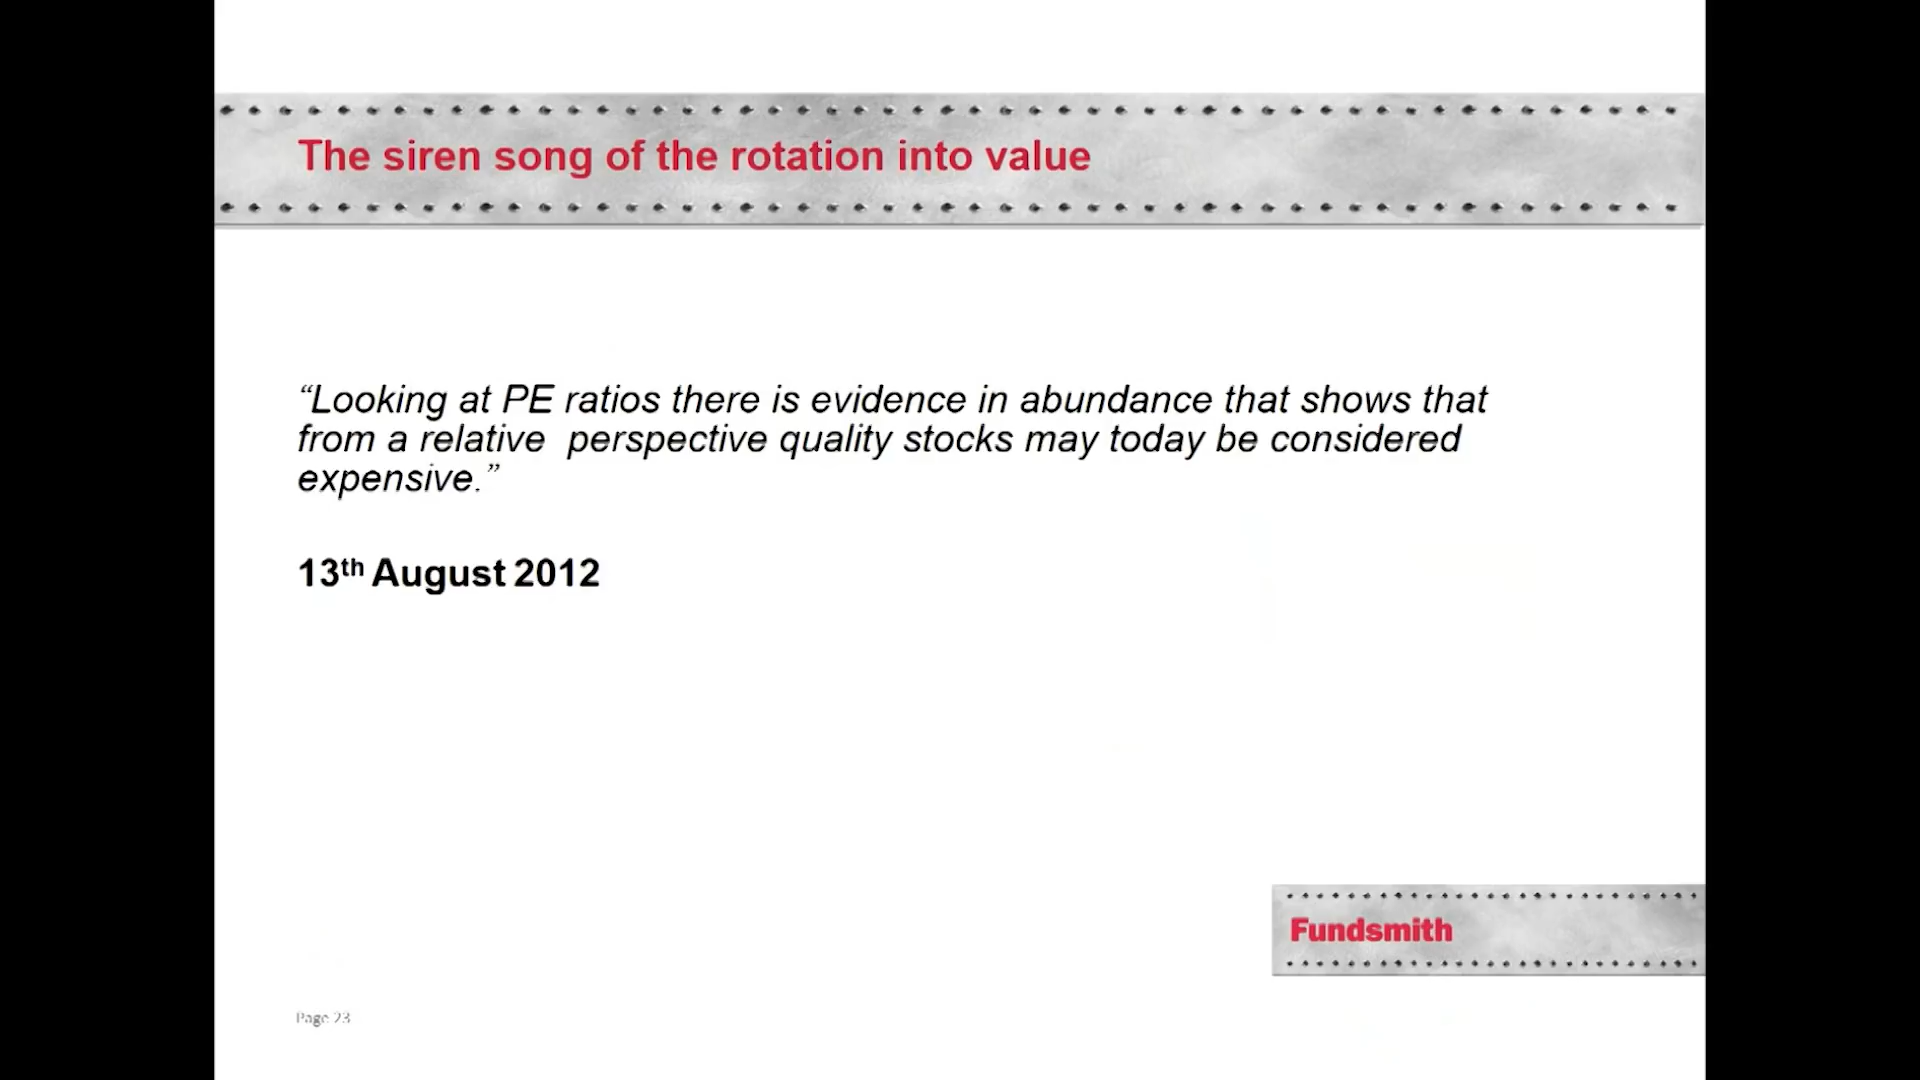 The siren song of the rotation into value
“Looking at PE ratios there is evidence in abundance that shows that
from a relative perspective quality stocks may today be considered
expensive.”
13th August 2012
Fundsmith
Page 23